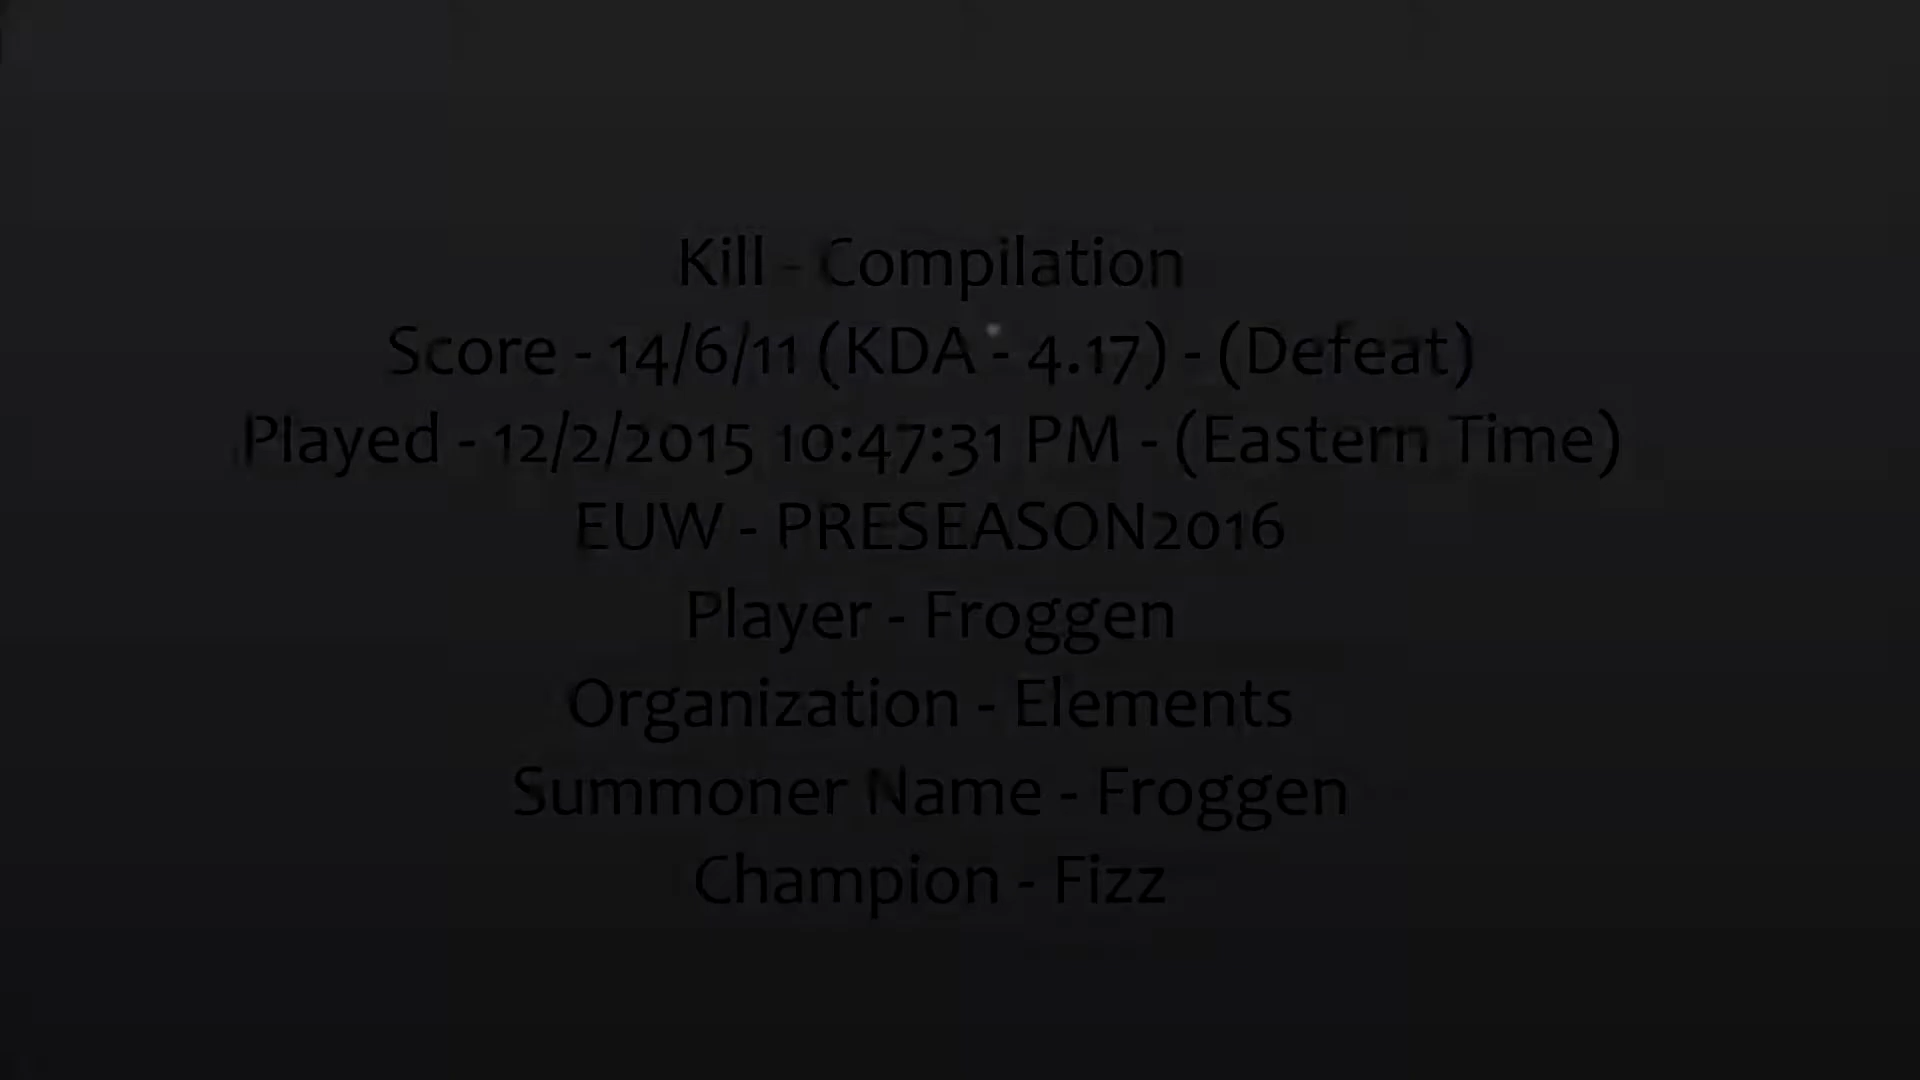 Kill - Compilation
Score - 14/6/11 (KDA - 4.17) - (Defeat)
Played - 12/2/2015 10:47:31 PM - (Eastern Time)
EUW - PRESEASON2016
Player - Froggen
Organization - Elements
Summoner Name - Froggen
Champion - Fizz